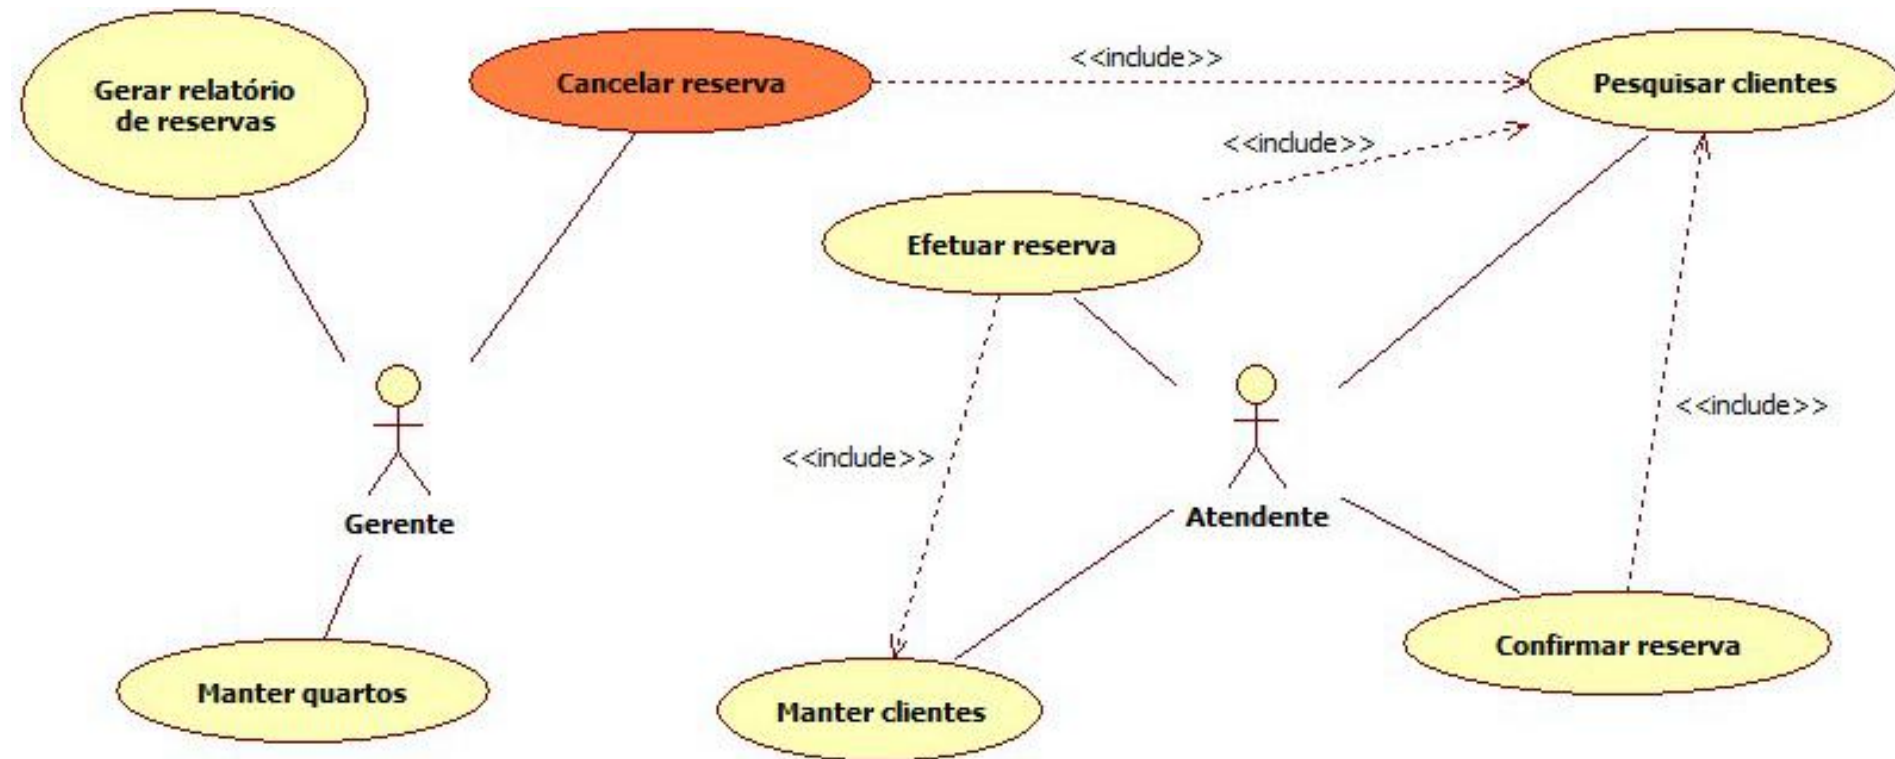 Gerar relatório
de reservas
Cancelar reserva
<<include>>
Pesquisar clientes
<<include>>
Efetuar reserva
<<include>>
<<include>>
Gerente
Atendente
Manter quartos
Manter clientes
Confirmar reserva